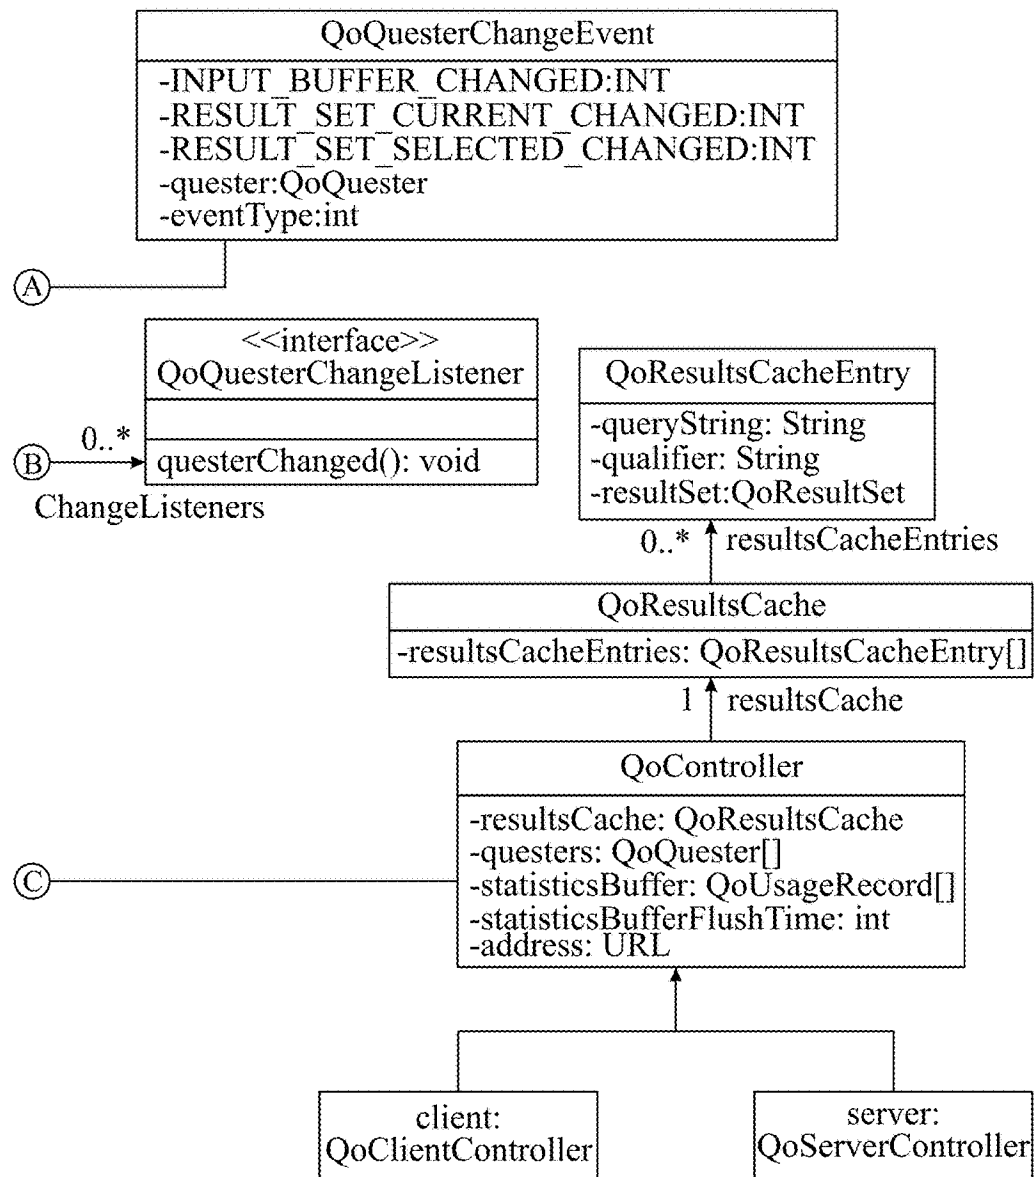 QoQuesterChangeEvent
-INPUT_BUFFER_CHANGED:INT
-RESULT_SET_CURRENT_CHANGED:INT
-RESULT_SET_SELECTED_CHANGED:INT
-quester:QoQuester
-eventType:int
A
<<interface>>
QoQuesterChangeListener
questerChanged(): void
B
0..*
ChangeListeners
QoResultsCacheEntry
-queryString: String
-qualifier: String
-resultSet:QoResultSet
0..* resultsCacheEntries
QoResultsCache
-resultsCacheEntries: QoResultsCacheEntry[]
1 resultsCache
QoController
-resultsCache: QoResultsCache
-questers: QoQuester[]
-statisticsBuffer: QoUsageRecord[]
-statisticsBufferFlushTime: int
-address: URL
C
client:
QoClientController
server:
QoServerController